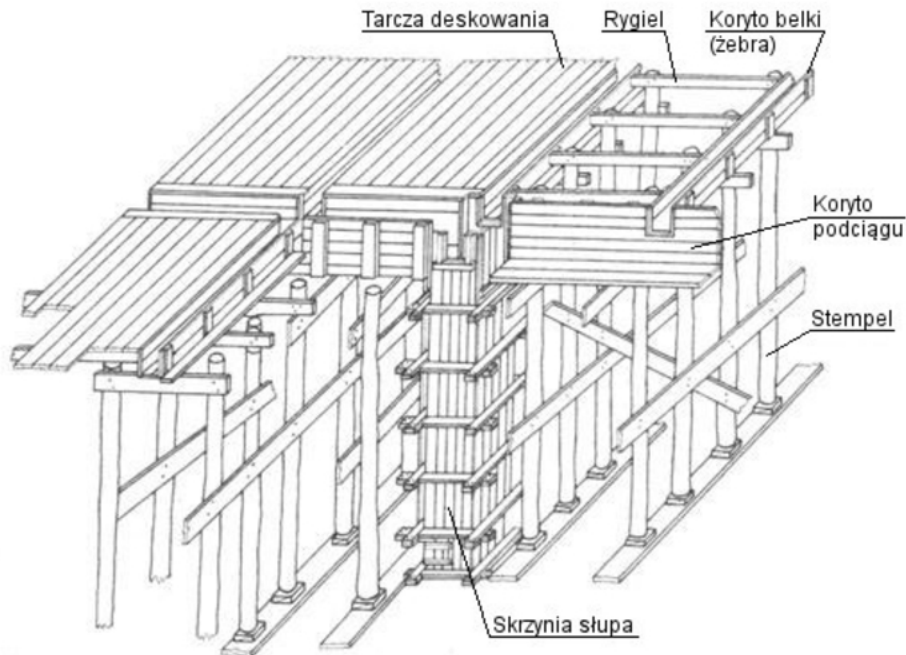 Tarcza deskowania
Rygiel
Koryto belki
(żebra)
Koryto
podciągu
Stempel
Skrzynia słupa